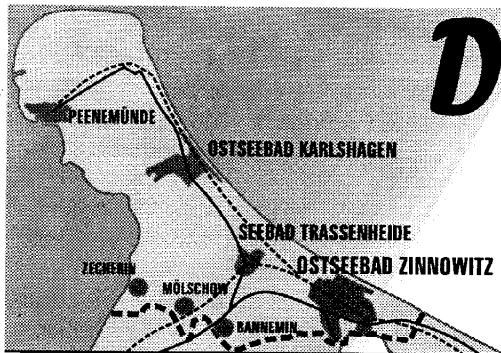 D
PEENEMÜNDE
OSTSEEBAD KARLSHAGEN
SEEBAD TRASSENHEIDE
ZECHERIN
OSTSEEBAD ZINNOWITZ
MÖLSCHOW
BANNEMIN